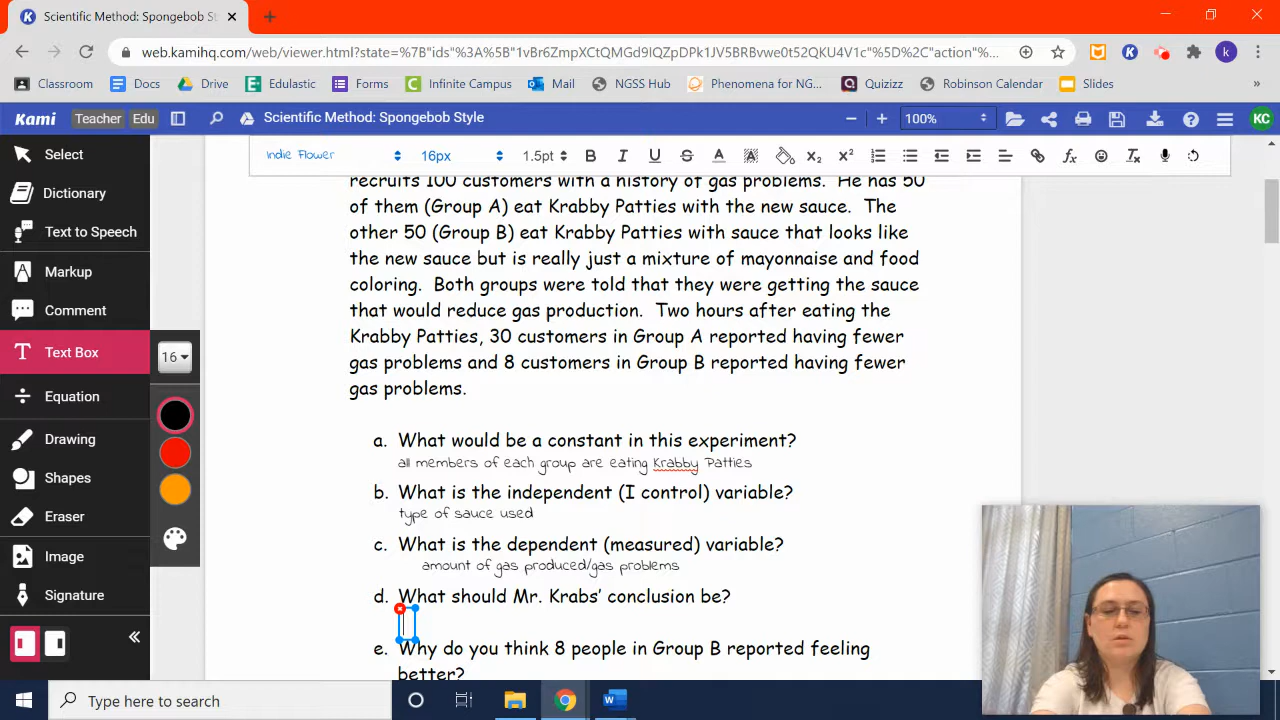 Scientific Method: Spongebob Sty
web.kamihq.com/web/viewer.html?state=%7B"ids"%3A%5B"1vBr6ZmpXCtQMGd9IQZpDPk1JV5BRBvwe0t52QKU4V1c"%5D%2C"action"%...
Classroom Docs Drive Edulastic Forms Infinite Campus Mail NGSS Hub Phenomena for NG... Quizizz Robinson Calendar Slides »
Kami Teacher Edu Scientific Method: Spongebob Style 100% KC
Indie Flower 16px 1.5pt B I U S A A X₂ X²
Select
Dictionary
Text to Speech
Markup
Comment
Text Box
16
Equation
Drawing
Shapes
Eraser
Image
Signature
recruits 100 customers with a history of gas problems. He has 50
of them (Group A) eat Krabby Patties with the new sauce. The
other 50 (Group B) eat Krabby Patties with sauce that looks like
the new sauce but is really just a mixture of mayonnaise and food
coloring. Both groups were told that they were getting the sauce
that would reduce gas production. Two hours after eating the
Krabby Patties, 30 customers in Group A reported having fewer
gas problems and 8 customers in Group B reported having fewer
gas problems.
a. What would be a constant in this experiment?
all members of each group are eating Krabby Patties
b. What is the independent (I control) variable?
type of sauce used
c. What is the dependent (measured) variable?
amount of gas produced/gas problems
d. What should Mr. Krabs' conclusion be?
e. Why do you think 8 people in Group B reported feeling
better?
Type here to search